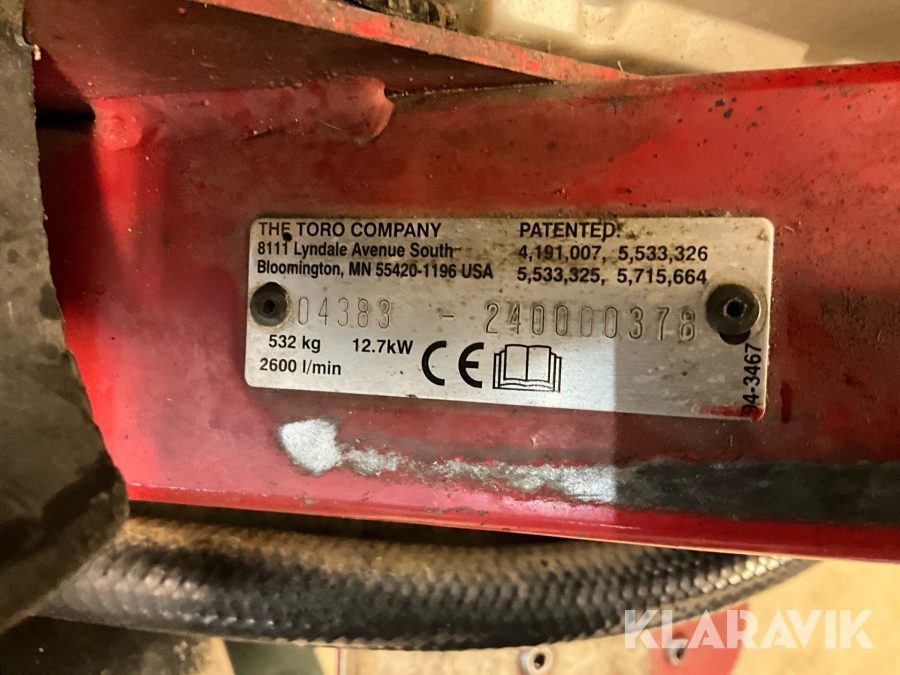 THE TORO COMPANY
8111 Lyndale Avenue South
Bloomington, MN 55420-1196 USA
PATENTED:
4,191,007, 5,533,326
5,533,325, 5,715,664
04383 - 240000378
532 kg 12.7kW
2600 l/min
CE
94-3467
KLARAVIK